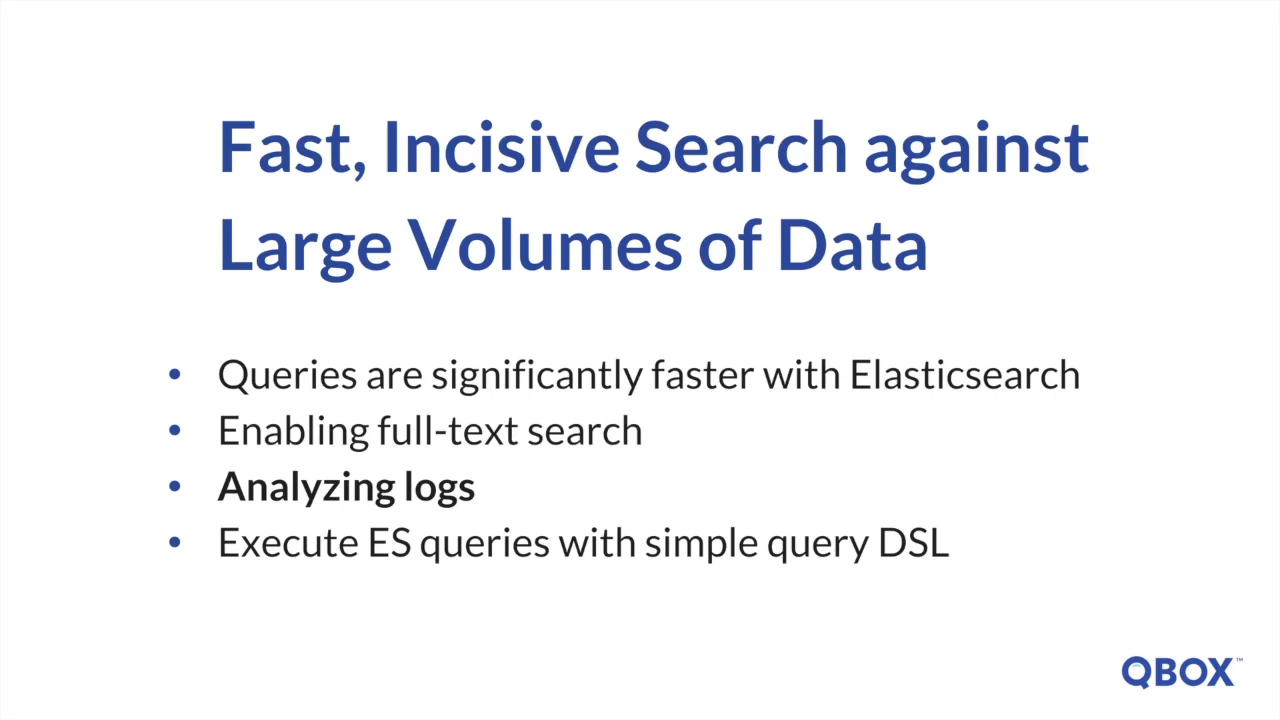 Fast, Incisive Search against
Large Volumes of Data
• Queries are significantly faster with Elasticsearch
• Enabling full-text search
• Analyzing logs
• Execute ES queries with simple query DSL
QBOX™